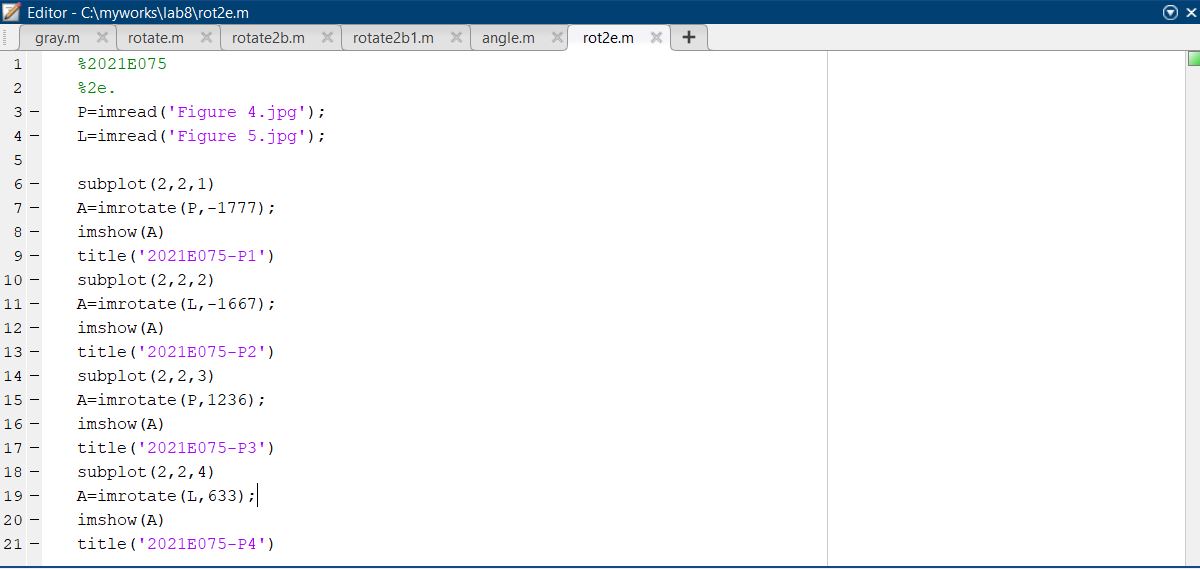 Editor - C:\myworks\lab8\rot2e.m
gray.m rotate.m rotate2b.m rotate2b1.m angle.m rot2e.m
1 %2021E075
2 %2e.
3 P=imread('Figure 4.jpg');
4 L=imread('Figure 5.jpg');
5
6 subplot(2,2,1)
7 A=imrotate(P,-1777);
8 imshow(A)
9 title('2021E075-P1')
10 subplot(2,2,2)
11 A=imrotate(L,-1667);
12 imshow(A)
13 title('2021E075-P2')
14 subplot(2,2,3)
15 A=imrotate(P,1236);
16 imshow(A)
17 title('2021E075-P3')
18 subplot(2,2,4)
19 A=imrotate(L,633);
20 imshow(A)
21 title('2021E075-P4')